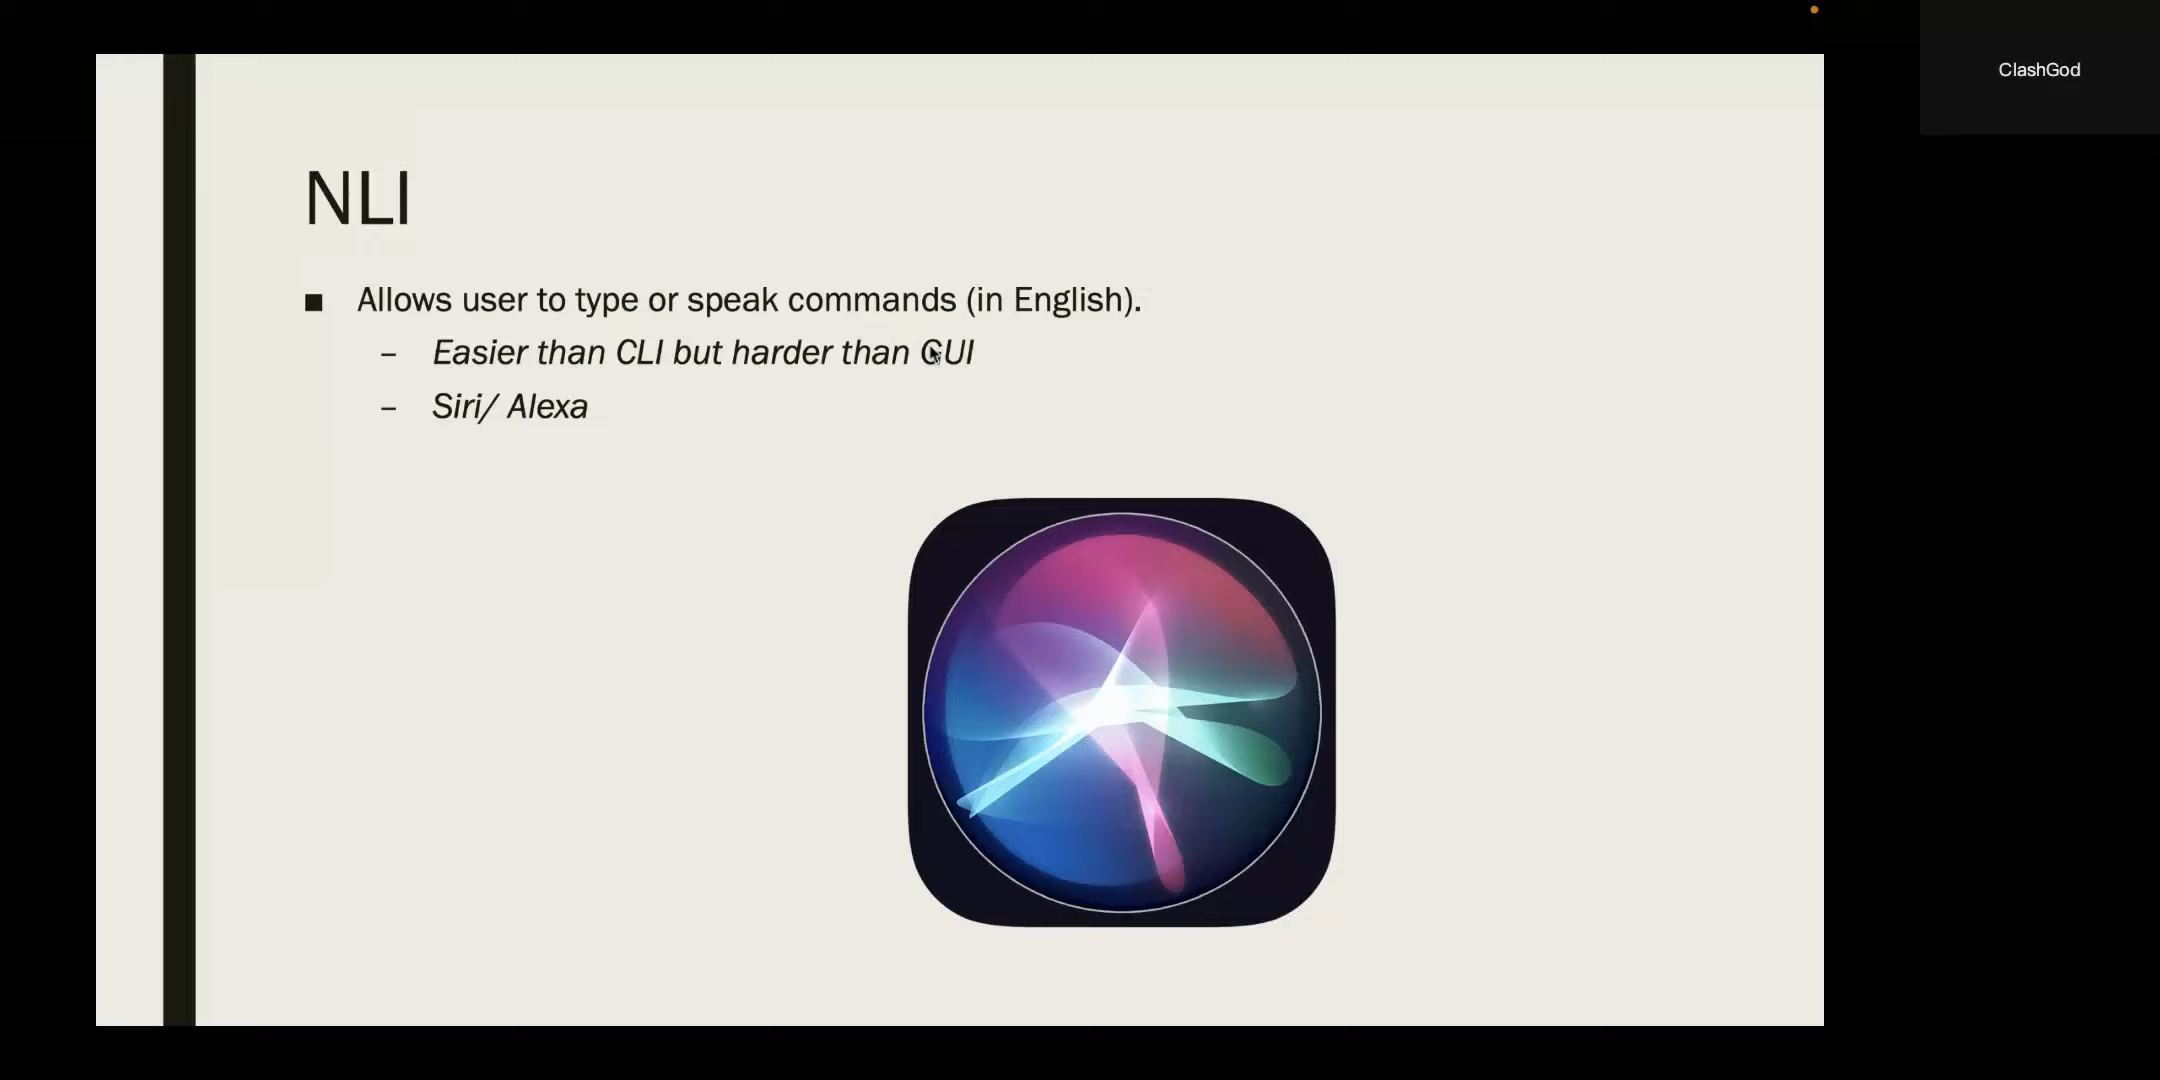 ClashGod
NLI
■ Allows user to type or speak commands (in English).
– Easier than CLI but harder than GUI
– Siri/ Alexa